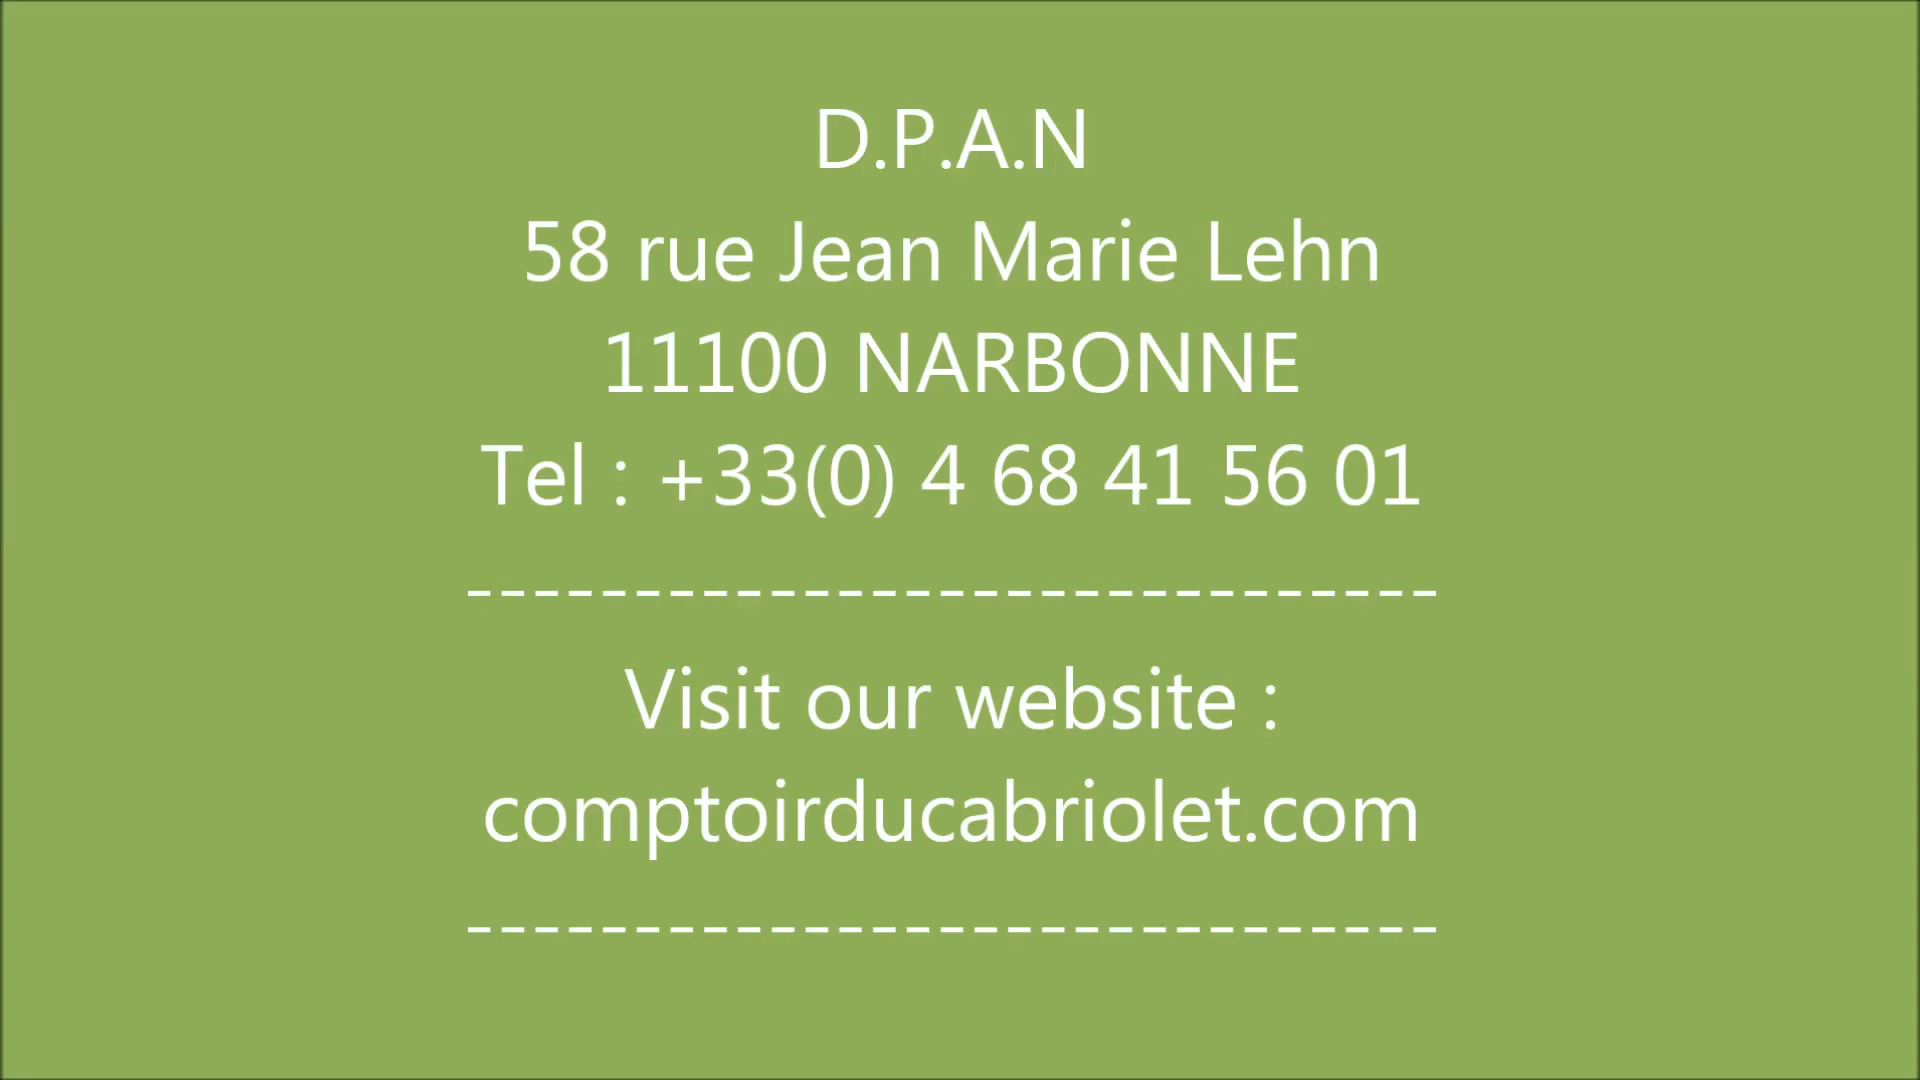 D.P.A.N
58 rue Jean Marie Lehn
11100 NARBONNE
Tel : +33(0) 4 68 41 56 01
-----------------------------
Visit our website :
comptoirducabriolet.com
-----------------------------